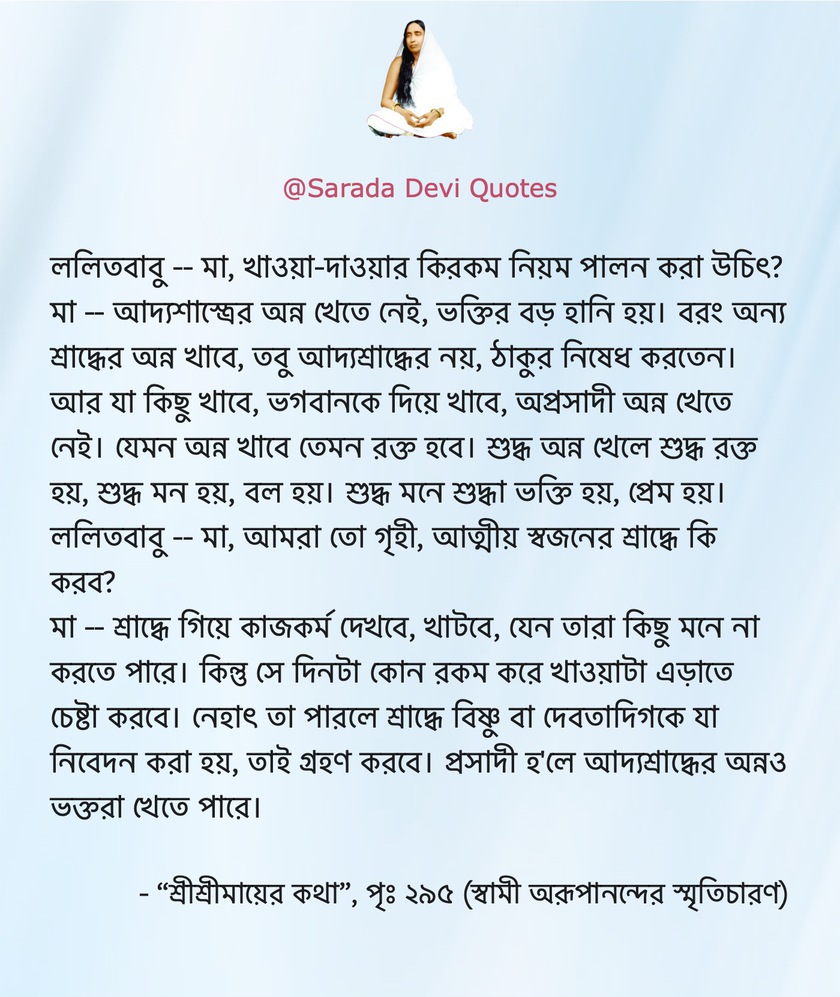 @Sarada Devi Quotes
ললিতবাবু -- মা, খাওয়া-দাওয়ার কিরকম নিয়ম পালন করা উচিৎ?
মা -- আদ্যশাস্ত্রের অন্ন খেতে নেই, ভক্তির বড় হানি হয়। বরং অন্য
শ্রাদ্ধের অন্ন খাবে, তবু আদ্যশ্রাদ্ধের নয়, ঠাকুর নিষেধ করতেন।
আর যা কিছু খাবে, ভগবানকে দিয়ে খাবে, অপ্রসাদী অন্ন খেতে
নেই। যেমন অন্ন খাবে তেমন রক্ত হবে। শুদ্ধ অন্ন খেলে শুদ্ধ রক্ত
হয়, শুদ্ধ মন হয়, বল হয়। শুদ্ধ মনে শুদ্ধা ভক্তি হয়, প্রেম হয়।
ললিতবাবু -- মা, আমরা তো গৃহী, আত্মীয় স্বজনের শ্রাদ্ধে কি
করব?
মা -- শ্রাদ্ধে গিয়ে কাজকর্ম দেখবে, খাটবে, যেন তারা কিছু মনে না
করতে পারে। কিন্তু সে দিনটা কোন রকম করে খাওয়াটা এড়াতে
চেষ্টা করবে। নেহাৎ তা পারলে শ্রাদ্ধে বিষ্ণু বা দেবতাদিগকে যা
নিবেদন করা হয়, তাই গ্রহণ করবে। প্রসাদী হ'লে আদ্যশ্রাদ্ধের অন্নও
ভক্তরা খেতে পারে।
- “শ্রীশ্রীমায়ের কথা”, পৃঃ ২৯৫ (স্বামী অরূপানন্দের স্মৃতিচারণ)